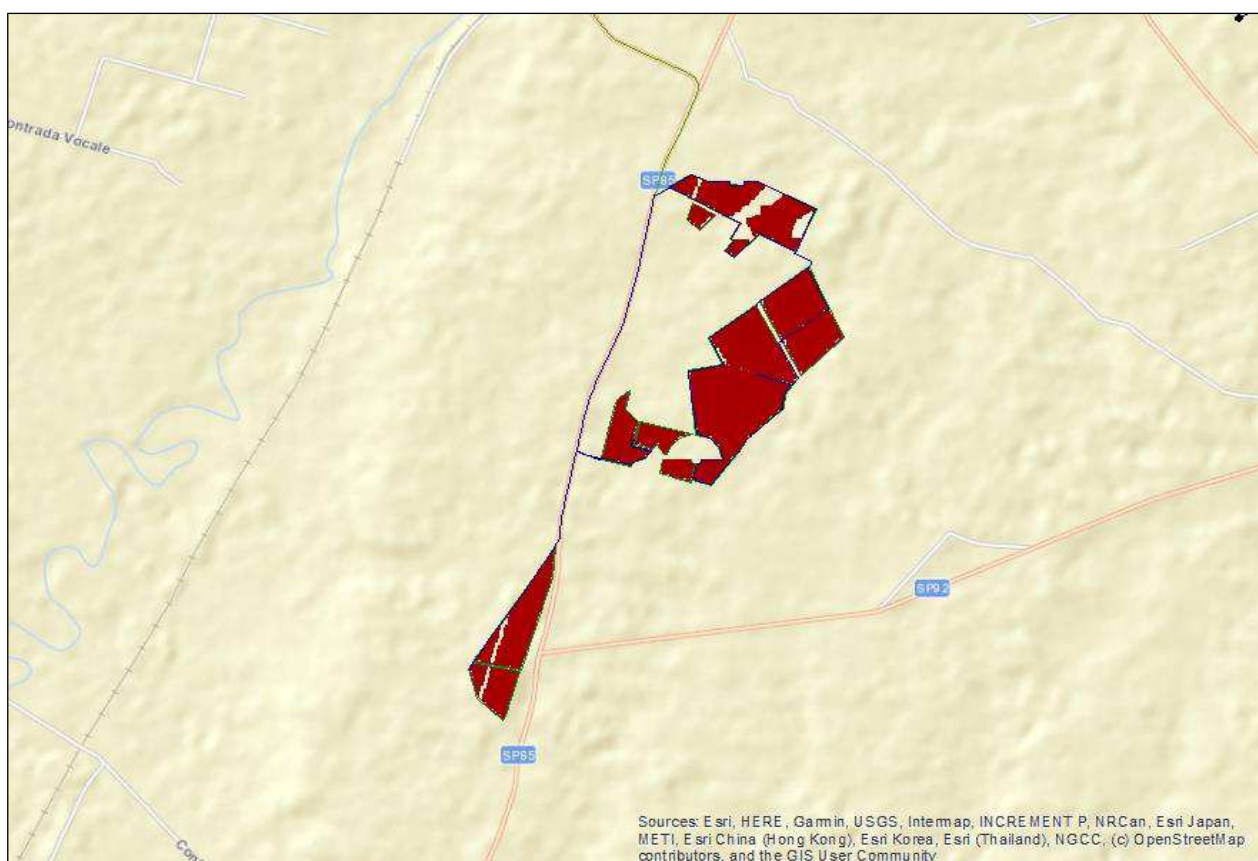 ontrada Vocale
SP85
SP92
SP85
Con
Sources: Esri, HERE, Garmin, USGS, Intermap, INCREMENT P, NRCan, Esri Japan,
METI, Esri China (Hong Kong), Esri Korea, Esri (Thailand), NGCC, (c) OpenStreetMap
contributors, and the GIS User Community